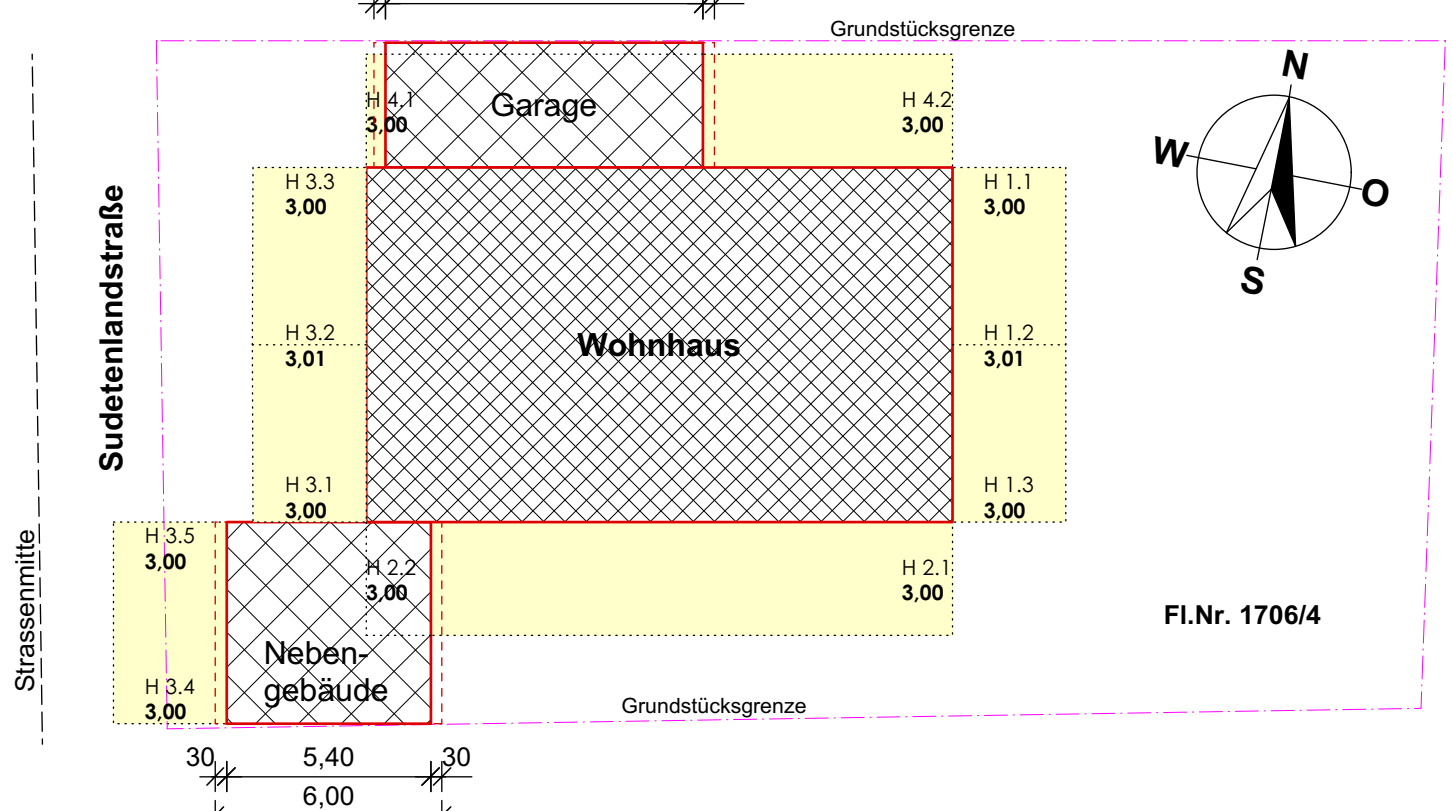 Grundstücksgrenze
N
W
O
S
H 4.1
3,00
Garage
H 4.2
3,00
H 3.3
3,00
H 1.1
3,00
Sudetenlandstraße
H 3.2
3,01
Wohnhaus
H 1.2
3,01
H 3.1
3,00
H 1.3
3,00
Strassenmitte
H 3.5
3,00
H 2.2
3,00
H 2.1
3,00
Fl.Nr. 1706/4
Neben-
gebäude
H 3.4
3,00
Grundstücksgrenze
30 5,40 30
6,00